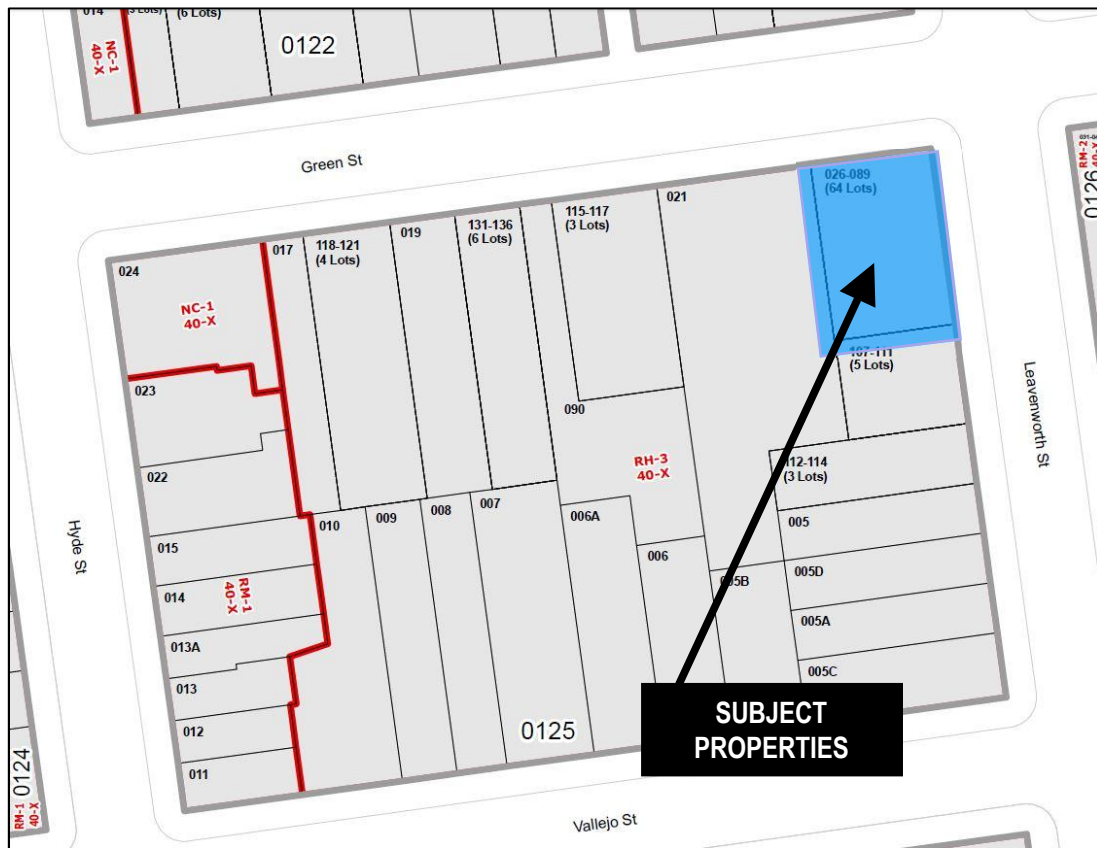 014
(6 Lots)
NC-1
40-X
0122
Green St
024
NC-1
40-X
023
022
015
014
RM-1
40-X
013A
013
012
011
017
118-121
(4 Lots)
019
131-136
(6 Lots)
115-117
(3 Lots)
021
026-089
(64 Lots)
107-111
(5 Lots)
090
RH-3
40-X
112-114
(3 Lots)
010
009
008
007
006A
006
005B
005
005D
005A
005C
SUBJECT
PROPERTIES
0125
Hyde St
Leavenworth St
Vallejo St
0124
RM-1
40-X
RM-2
40-X
0126